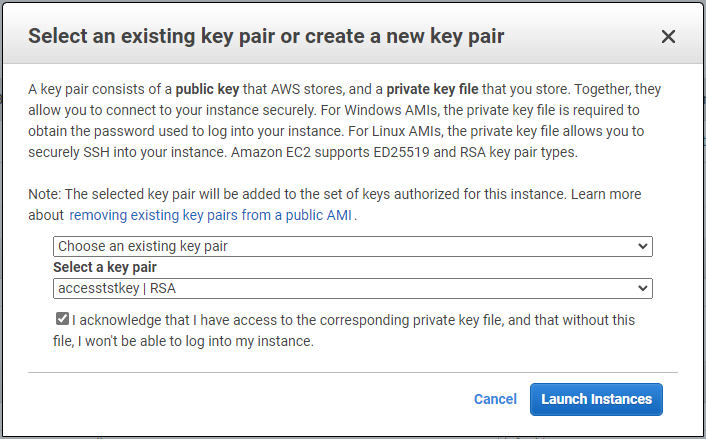 Select an existing key pair or create a new key pair
A key pair consists of a public key that AWS stores, and a private key file that you store. Together, they
allow you to connect to your instance securely. For Windows AMIs, the private key file is required to
obtain the password used to log into your instance. For Linux AMIs, the private key file allows you to
securely SSH into your instance. Amazon EC2 supports ED25519 and RSA key pair types.
Note: The selected key pair will be added to the set of keys authorized for this instance. Learn more
about removing existing key pairs from a public AMI.
Choose an existing key pair
Select a key pair
accesststkey | RSA
I acknowledge that I have access to the corresponding private key file, and that without this
file, I won't be able to log into my instance.
Cancel Launch Instances